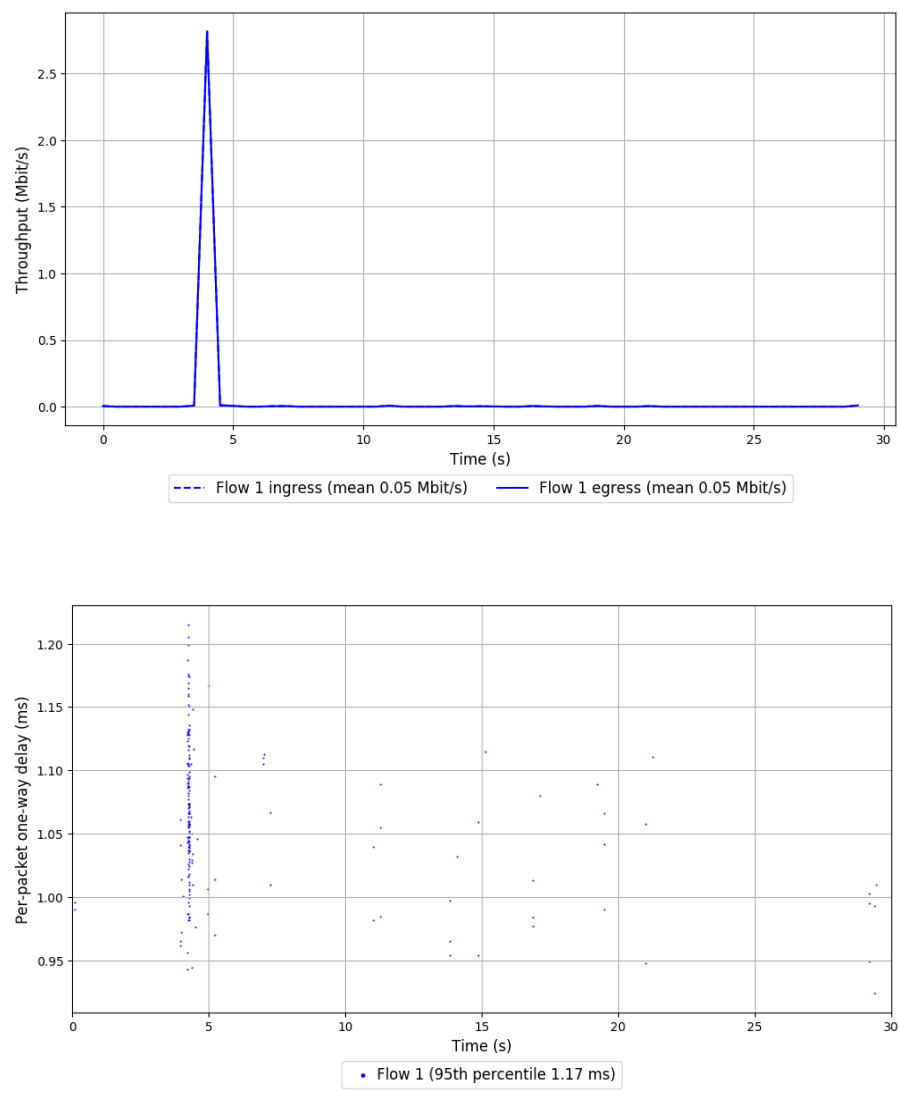 2.5
2.0
1.5
1.0
0.5
0.0
Throughput (Mbit/s)
0 5 10 15 20 25 30
Time (s)
Flow 1 ingress (mean 0.05 Mbit/s) Flow 1 egress (mean 0.05 Mbit/s)
1.20
1.15
1.10
1.05
1.00
0.95
Per-packet one-way delay (ms)
0 5 10 15 20 25 30
Time (s)
Flow 1 (95th percentile 1.17 ms)